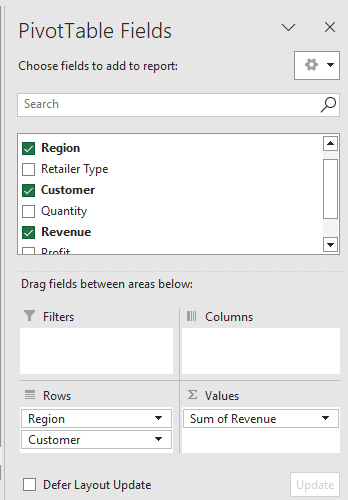 PivotTable Fields
Choose fields to add to report:
Search
Region
Retailer Type
Customer
Quantity
Revenue
Profit
Drag fields between areas below:
Filters
Columns
Rows
Values
Region
Sum of Revenue
Customer
Defer Layout Update
Update